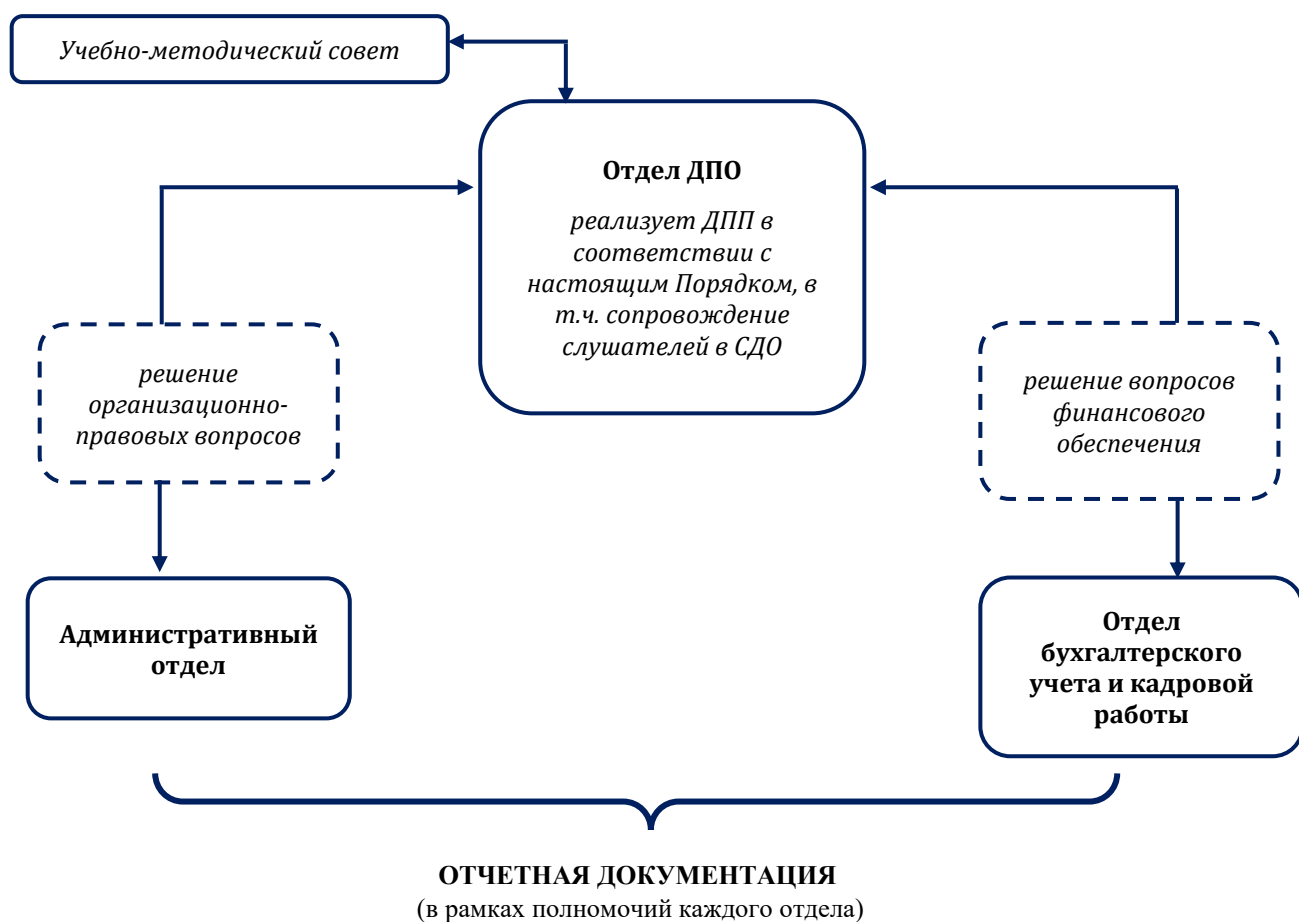 Учебно-методический совет
Отдел ДПО
реализует ДПП в
соответствии с
настоящим Порядком, в
т.ч. сопровождение
слушателей в СДО
решение
организационно-
правовых вопросов
решение вопросов
финансового
обеспечения
Административный
отдел
Отдел
бухгалтерского
учета и кадровой
работы
ОТЧЕТНАЯ ДОКУМЕНТАЦИЯ
(в рамках полномочий каждого отдела)